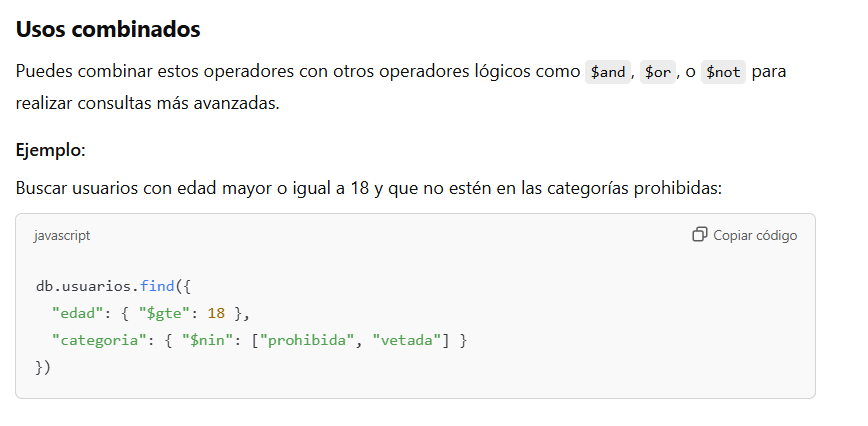 Usos combinados
Puedes combinar estos operadores con otros operadores lógicos como $and, $or, o $not para
realizar consultas más avanzadas.
Ejemplo:
Buscar usuarios con edad mayor o igual a 18 y que no estén en las categorías prohibidas:
javascript Copiar código
db.usuarios.find({
  "edad": { "$gte": 18 },
  "categoria": { "$nin": ["prohibida", "vetada"] }
})